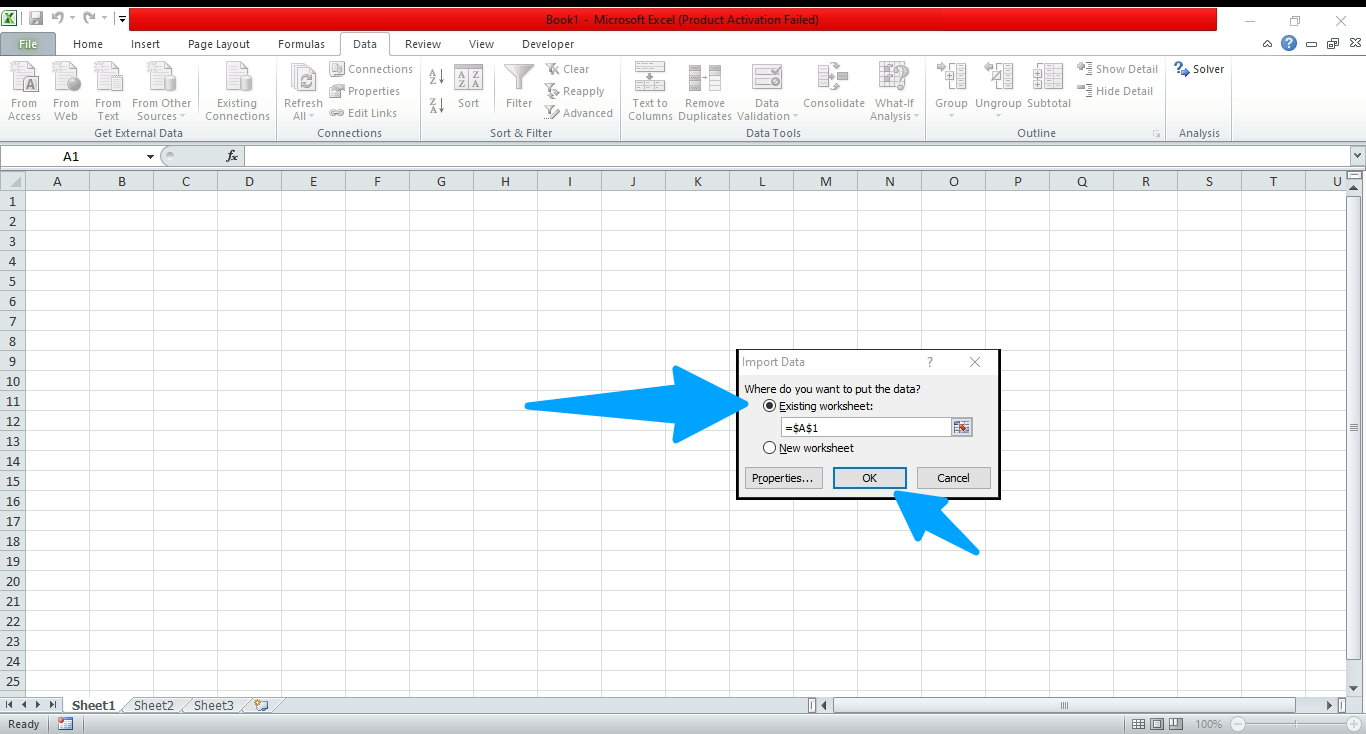 Book1 - Microsoft Excel (Product Activation Failed)
File Home Insert Page Layout Formulas Data Review View Developer
From Access
From Web
From Text
From Other Sources
Existing Connections
Get External Data
Refresh All
Connections
Properties
Edit Links
Connections
A Z
Z A
A Z Z A
Sort
Filter
Clear
Reapply
Advanced
Sort & Filter
Text to Columns
Remove Duplicates
Data Validation
Consolidate
What-If Analysis
Data Tools
Group
Ungroup
Subtotal
Show Detail
Hide Detail
Outline
Solver
Analysis
A1 fx
A B C D E F G H I J K L M N O P Q R S T U
1
2
3
4
5
6
7
8
9
10
11
12
13
14
15
16
17
18
19
20
21
22
23
24
25
Import Data ?
Where do you want to put the data?
Existing worksheet:
=$A$1
New worksheet
Properties... OK Cancel
Sheet1 Sheet2 Sheet3
Ready 100%